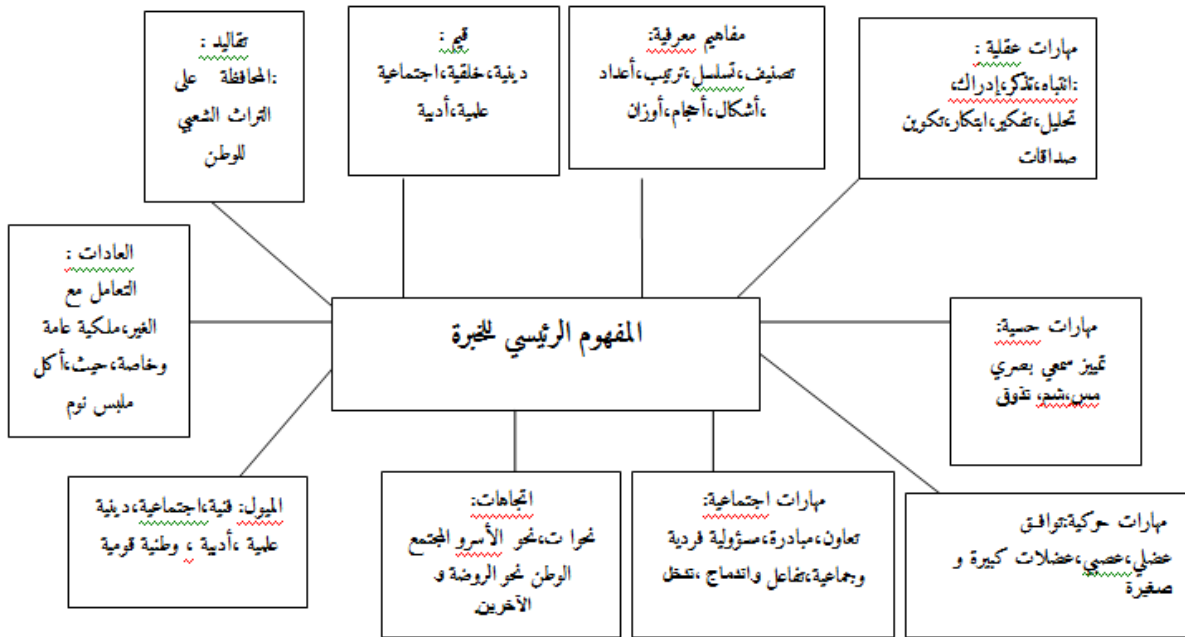 مهارات عقلية :
:انتباه،تذكر،إدراك،
تحليل،تفكير،ابتكار،تكوين
صداقات
مفاهيم معرفية:
تصنيف،تسلسل،ترتيب،أعداد
،أشكال،أحجام،أوزان
قيم :
دينية،خلقية،اجتماعية
علمية،أدبية
تقاليد :
:المحافظة على
التراث الشعبي
للوطن
العادات :
التعامل مع
الغير،ملكية عامة
وخاصة،حيث،أكل
ملبس نوم
المفهوم الرئيسي للخبرة
مهارات حسية:
تمييز سمعي بصري
مس،شم، تذوق
مهارات حوكية:توافق
عضلي،عصبي،عضلات كبيرة و
صغيرة
مهارات اجتماعية:
تعاون،مبادرة،مسؤولية فردية
وجماعية،تفاعل واندماج ،تقبل
اتجاهات:
نحوا ت،نحو الأسرو المجتمع
الوطن نحو الروضة و
الآخرين
الميول: فنية،اجتماعية،دينية
علمية ،أدبية ، وطنية قومية